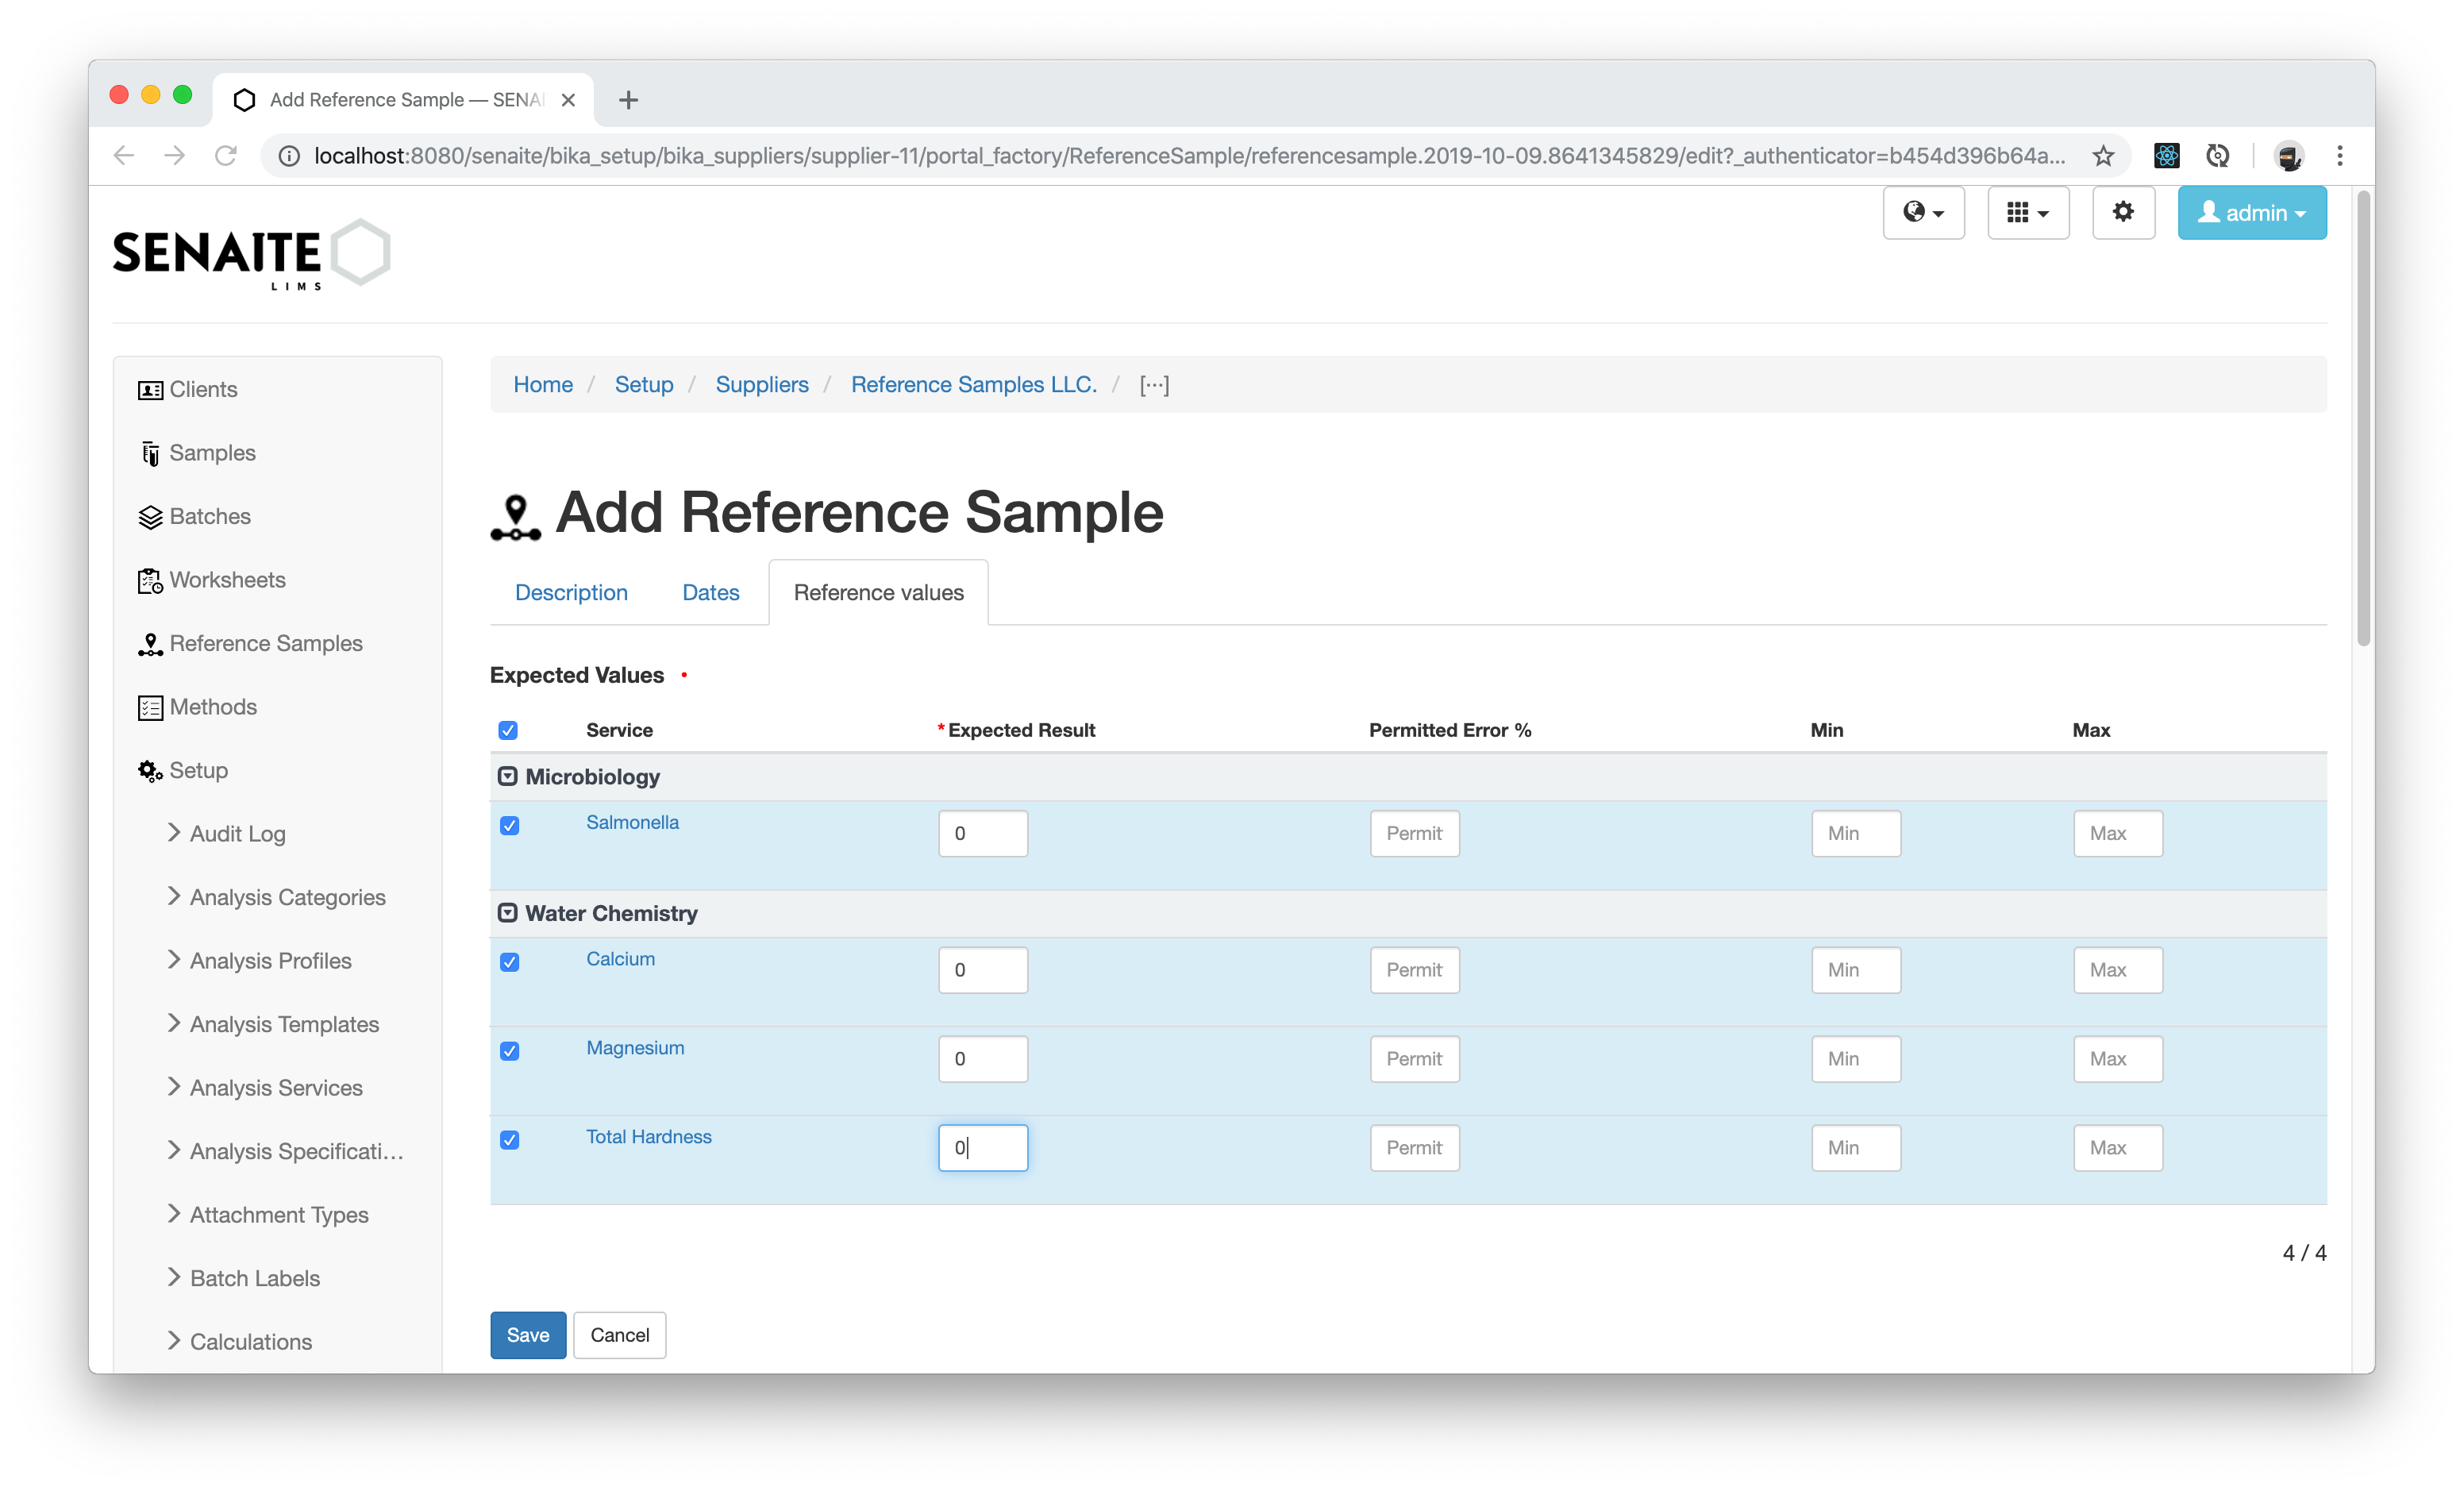 Add Reference Sample — SENAI
localhost:8080/senaite/bika_setup/bika_suppliers/supplier-11/portal_factory/ReferenceSample/referencesample.2019-10-09.8641345829/edit?_authenticator=b454d396b64a...
admin
SENAITE
LIMS
Clients
Samples
Batches
Worksheets
Reference Samples
Methods
Setup
Audit Log
Analysis Categories
Analysis Profiles
Analysis Templates
Analysis Services
Analysis Specificati...
Attachment Types
Batch Labels
Calculations
Home / Setup / Suppliers / Reference Samples LLC. / [...]
Add Reference Sample
Description Dates Reference values
Expected Values
Service *Expected Result Permitted Error % Min Max
Microbiology
Salmonella 0 Permit Min Max
Water Chemistry
Calcium 0 Permit Min Max
Magnesium 0 Permit Min Max
Total Hardness 0 Permit Min Max
4 / 4
Save Cancel